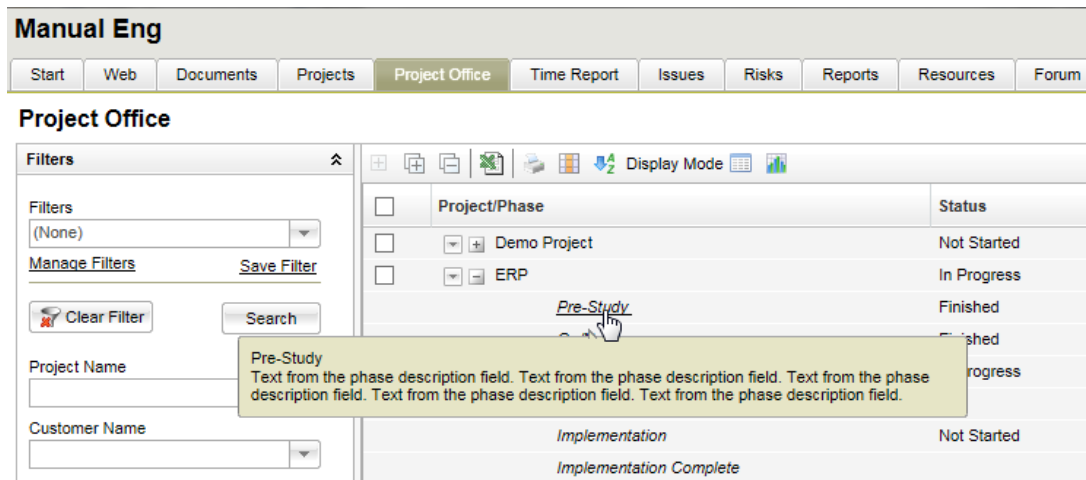 Manual Eng
Start Web Documents Projects Project Office Time Report Issues Risks Reports Resources Forum
Project Office
Filters
Filters
(None)
Manage Filters Save Filter
Clear Filter Search
Project Name
Customer Name
Display Mode
Project/Phase Status
Demo Project Not Started
ERP In Progress
Pre-Study Finished
Pre-Study
Text from the phase description field. Text from the phase description field. Text from the phase
description field. Text from the phase description field. Text from the phase description field.
Implementation Not Started
Implementation Complete